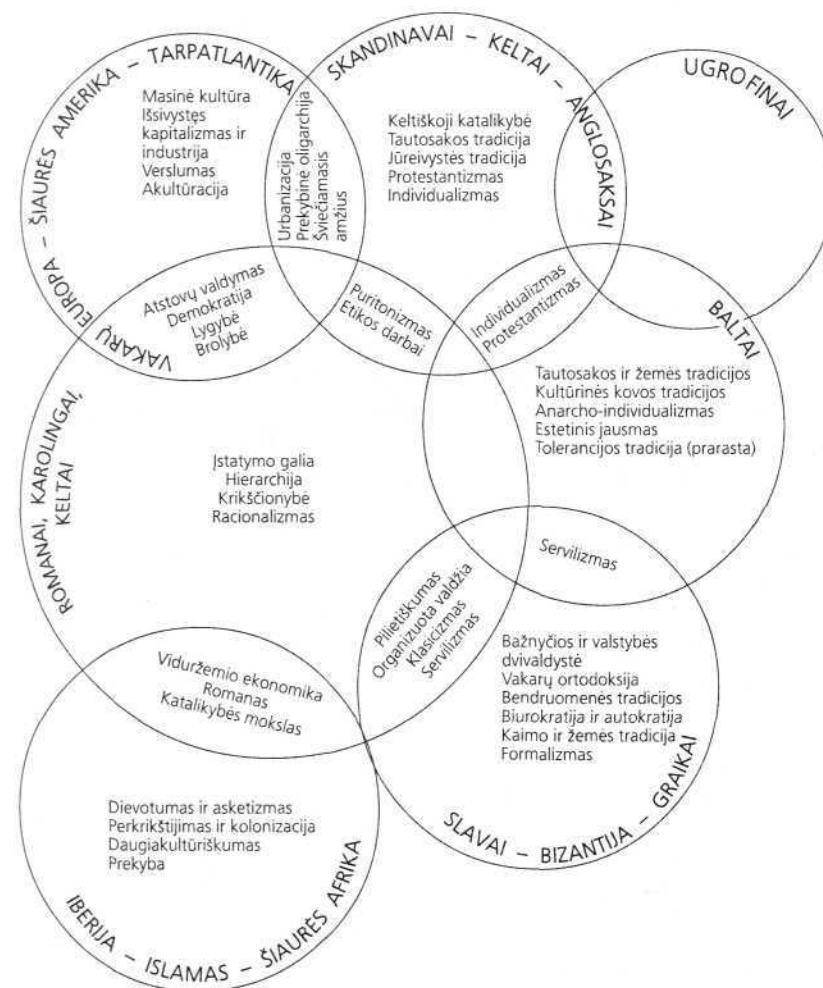 VAKARŲ EUROPA – ŠIAURĖS AMERIKA – TARPATLANTIKA
Masinė kultūra
Išsivystęs
kapitalizmas ir
industrija
Verslumas
Akultūracija
Urbanizacija
Prekybinė oligarchija
Šviečiamasis
amžius
SKANDINAVAI – KELTAI – ANGLOSAKSAI
Keltiškoji katalikybė
Tautosakos tradicija
Jūreivystės tradicija
Protestantizmas
Individualizmas
UGROFINAI
Atstovų valdymas
Demokratija
Lygybė
Brolybė
Puritonizmas
Etikos darbai
Individualizmas
Protestantizmas
BALTAI
Tautosakos ir žemės tradicijos
Kultūrinės kovos tradicijos
Anarcho-individualizmas
Estetinis jausmas
Tolerancijos tradicija (prarasta)
ROMANAI, KAROLINGAI,
KELTAI
Įstatymo galia
Hierarchija
Krikščionybė
Racionalizmas
Servilizmas
Pilietiškumas
Organizuota valdžia
Klasicizmas
Servilizmas
Bažnyčios ir valstybės
dvivaldystė
Vakarų ortodoksija
Bendruomenės tradicijos
Biurokratija ir autokratija
Kaimo ir žemės tradicija
Formalizmas
SLAVAI – BIZANTIJA – GRAIKAI
Viduržemio ekonomika
Romanas
Katalikybės mokslas
Dievotumas ir asketizmas
Perkrikštijimas ir kolonizacija
Daugiakultūriškumas
Prekyba
IBERIJA – ISLAMAS – ŠIAURĖS AFRIKA